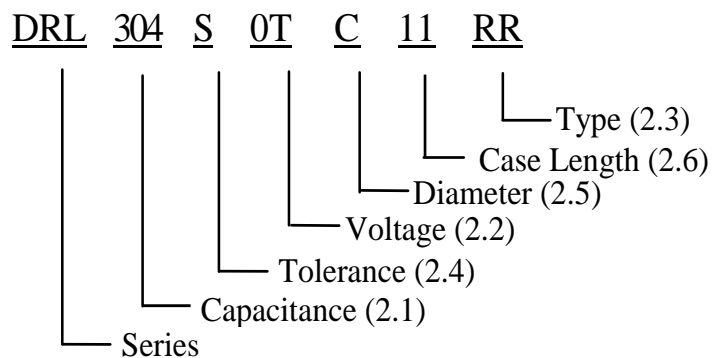 DRL 304 S 0T C 11 RR
Type (2.3)
Case Length (2.6)
Diameter (2.5)
Voltage (2.2)
Tolerance (2.4)
Capacitance (2.1)
Series